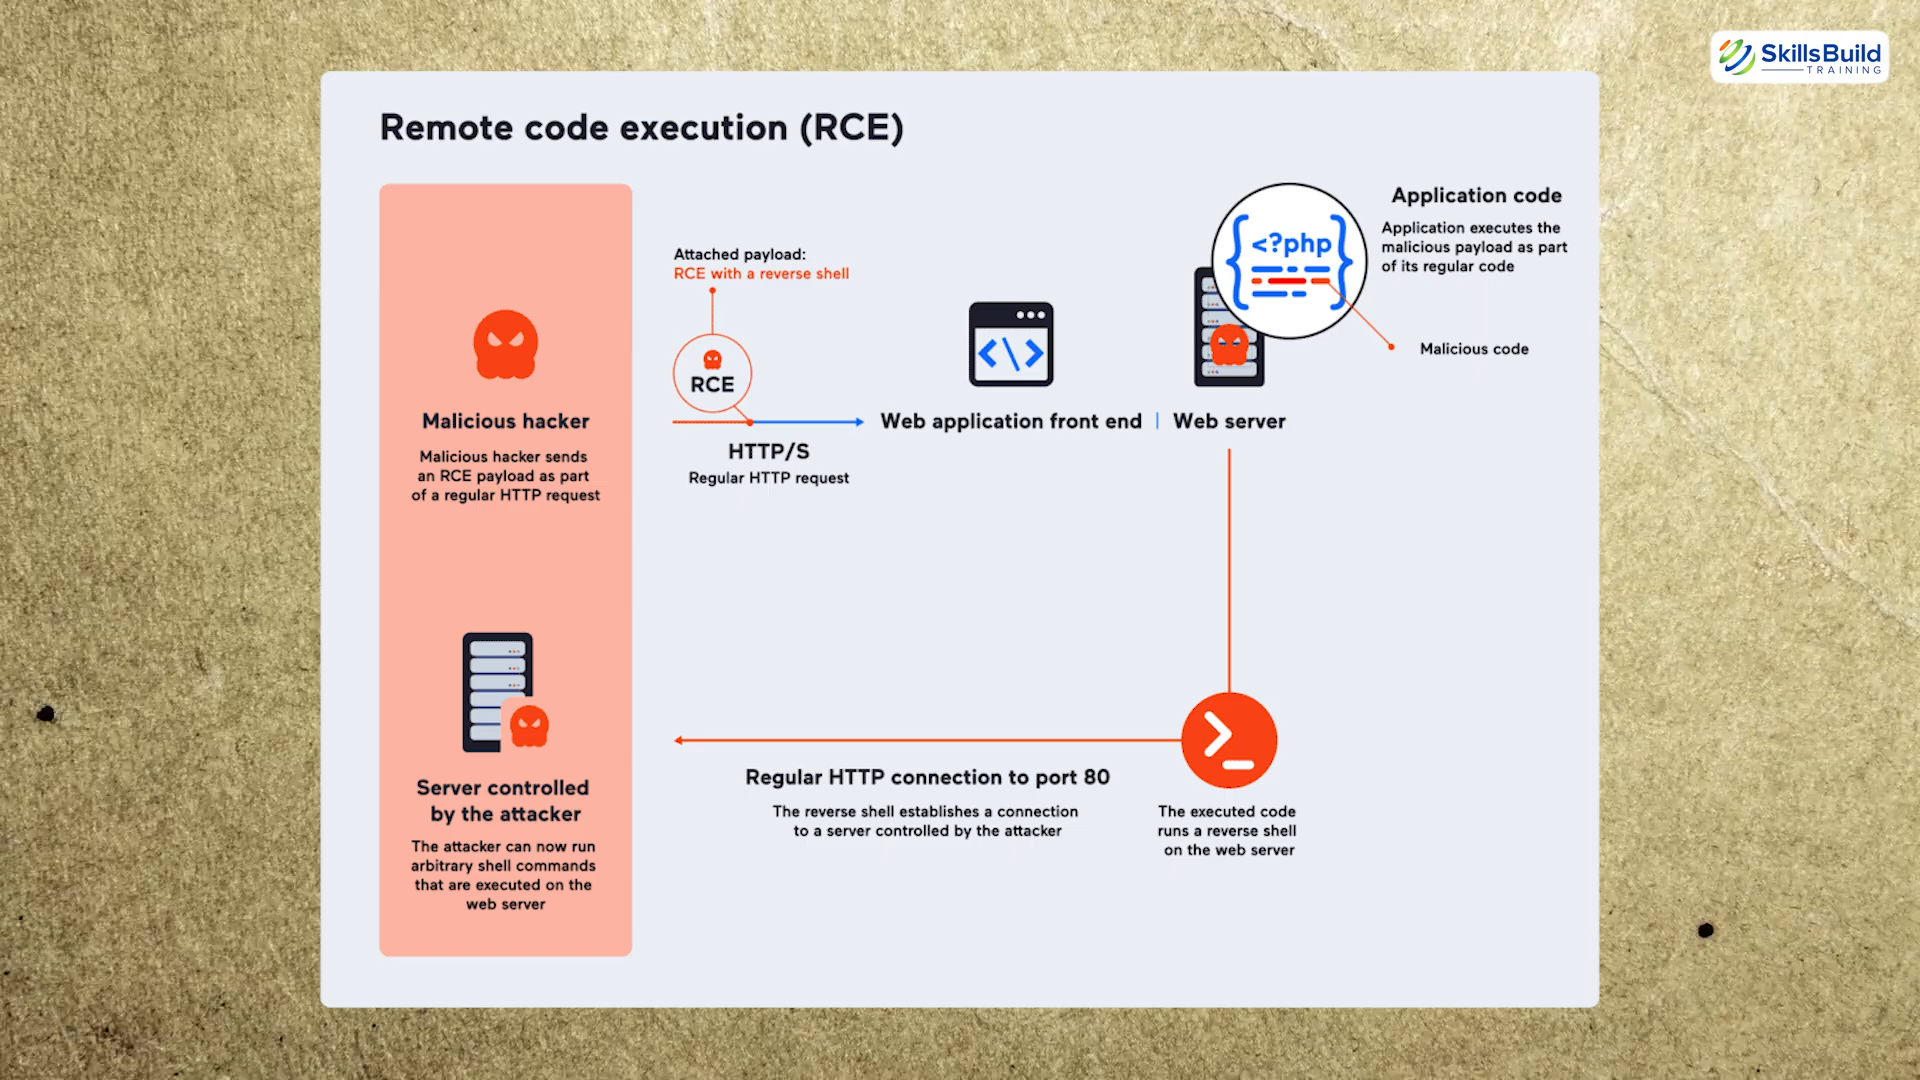 SkillsBuild
TRAINING
Remote code execution (RCE)
Attached payload:
RCE with a reverse shell
RCE
HTTP/S
Regular HTTP request
Malicious hacker
Malicious hacker sends
an RCE payload as part
of a regular HTTP request
<\>
Web application front end | Web server
<?php
Application code
Application executes the
malicious payload as part
of its regular code
Malicious code
Server controlled
by the attacker
The attacker can now run
arbitrary shell commands
that are executed on the
web server
Regular HTTP connection to port 80
The reverse shell establishes a connection
to a server controlled by the attacker
The executed code
runs a reverse shell
on the web server